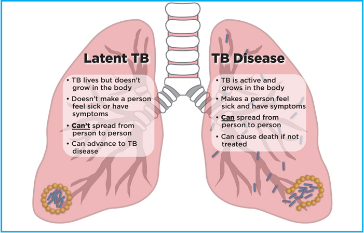 Latent TB
• TB lives but doesn't
grow in the body
• Doesn't make a person
feel sick or have
symptoms
• Can't spread from
person to person
• Can advance to TB
disease
TB Disease
• TB is active and
grows in the body
• Makes a person feel
sick and have symptoms
• Can spread from
person to person
• Can cause death if not
treated